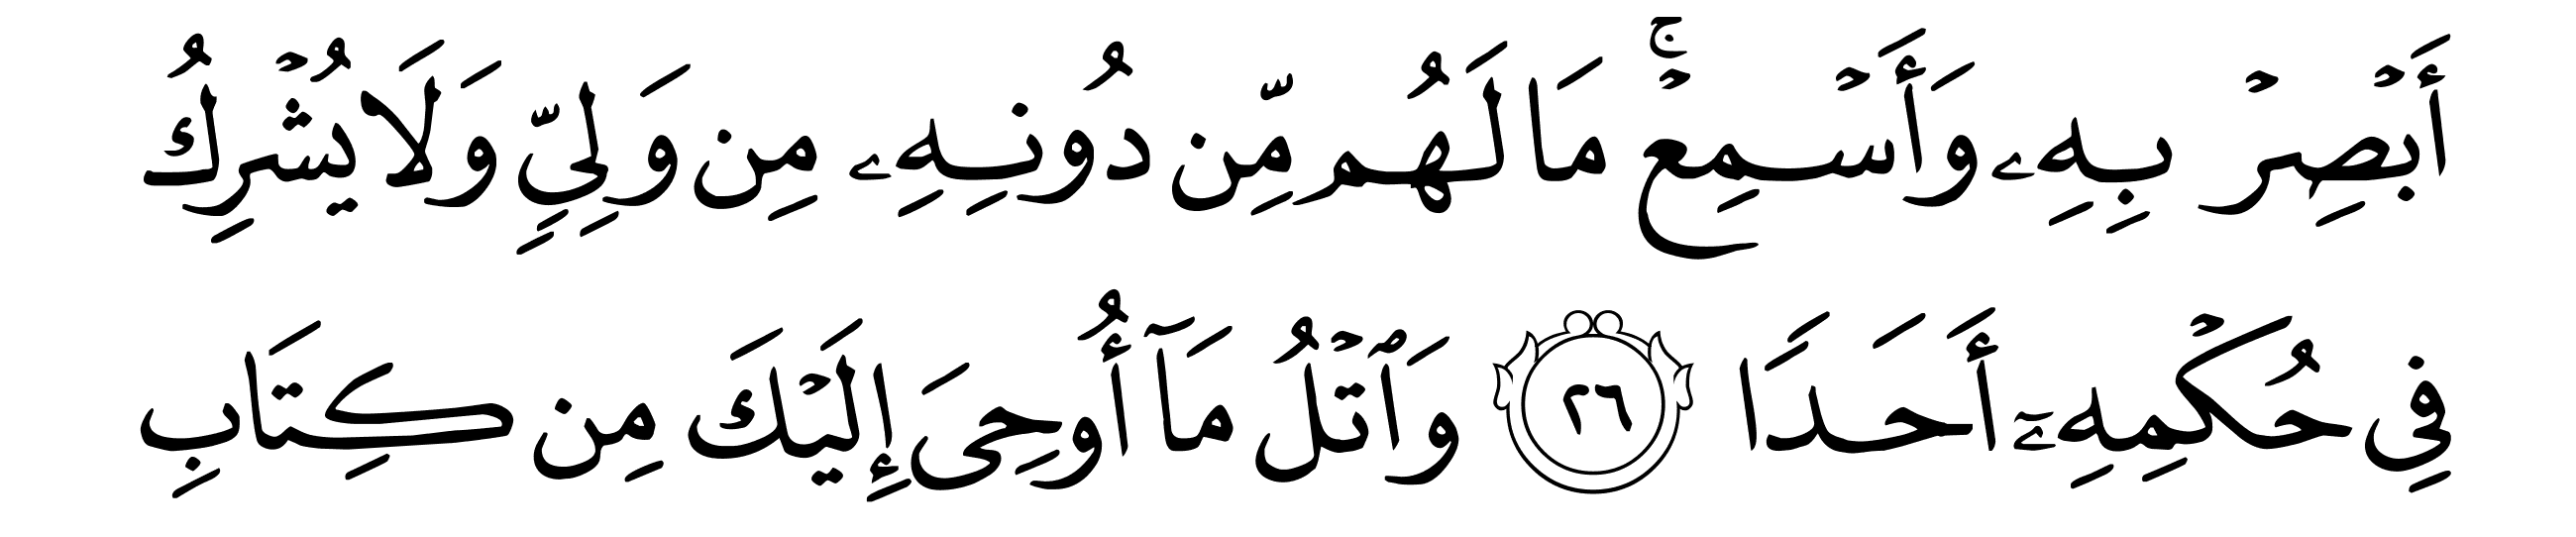 أَبۡصِرۡ بِهِۦ وَأَسۡمِعۡۚ مَا لَهُم مِّن دُونِهِۦ مِن وَلِيّٖ وَلَا يُشۡرِكُ
فِي حُكۡمِهِۦٓ أَحَدٗا ٢٦ وَٱتۡلُ مَآ أُوحِيَ إِلَيۡكَ مِن كِتَابِ